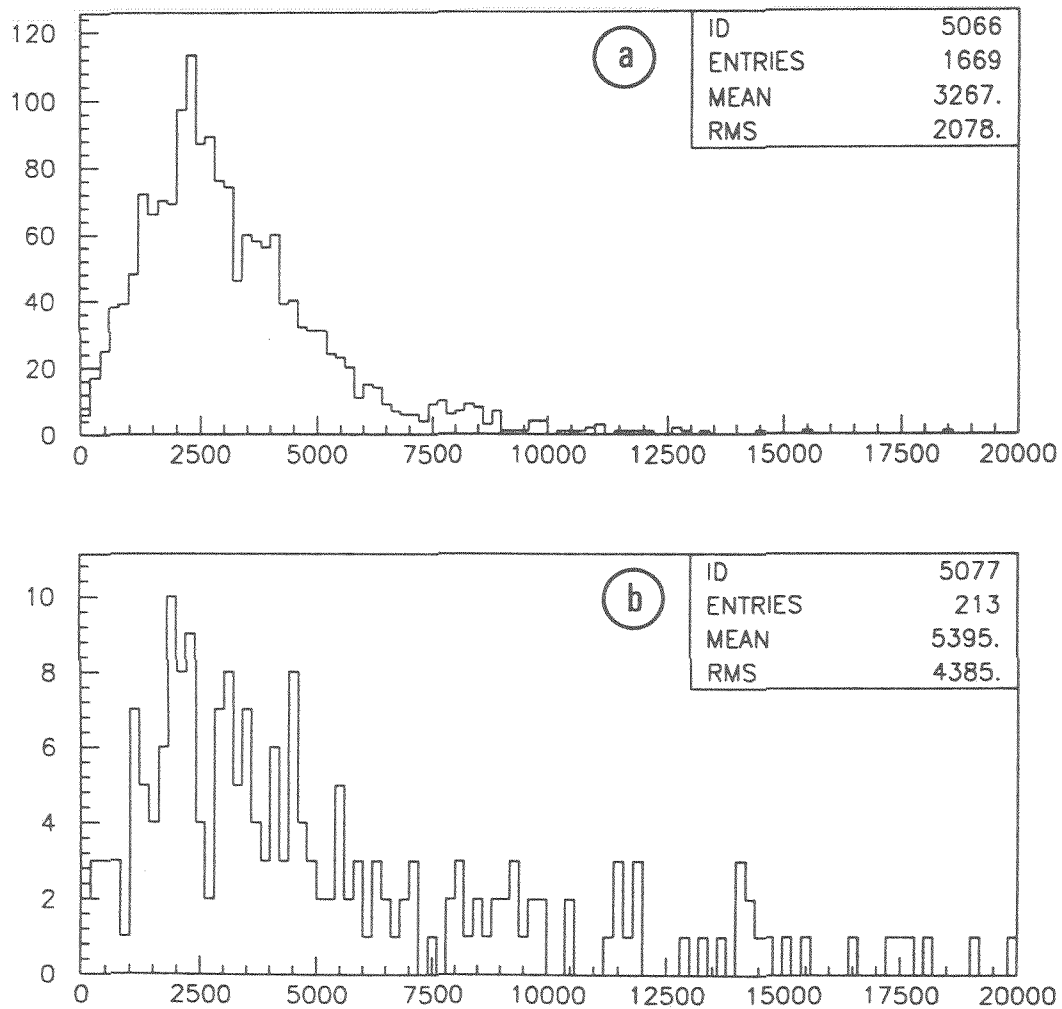 a
ID 5066
ENTRIES 1669
MEAN 3267.
RMS 2078.
120
100
80
60
40
20
0
0 2500 5000 7500 10000 12500 15000 17500 20000
b
ID 5077
ENTRIES 213
MEAN 5395.
RMS 4385.
10
8
6
4
2
0
0 2500 5000 7500 10000 12500 15000 17500 20000